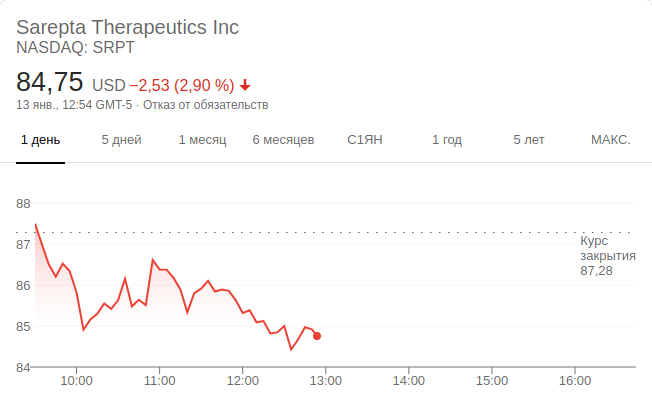 Sarepta Therapeutics Inc
NASDAQ: SRPT
84,75 USD −2,53 (2,90 %)
13 янв., 12:54 GMT-5 · Отказ от обязательств
1 день 5 дней 1 месяц 6 месяцев С1ЯН 1 год 5 лет МАКС.
88
87
86
85
84
Курс
закрытия
87,28
10:00 11:00 12:00 13:00 14:00 15:00 16:00